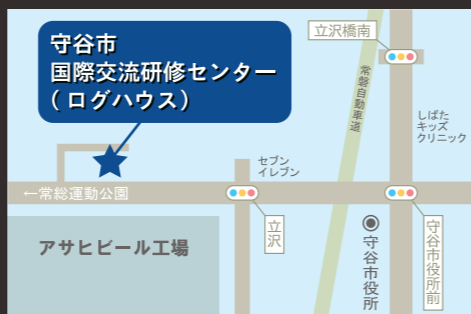 守谷市
国際交流研修センター
(ログハウス)
立沢橋南
常磐自動車道
しばた
キッズ
クリニック
セブン
イレブン
←常総運動公園
アサヒビール工場
立沢
守谷市役所
守谷市役所前